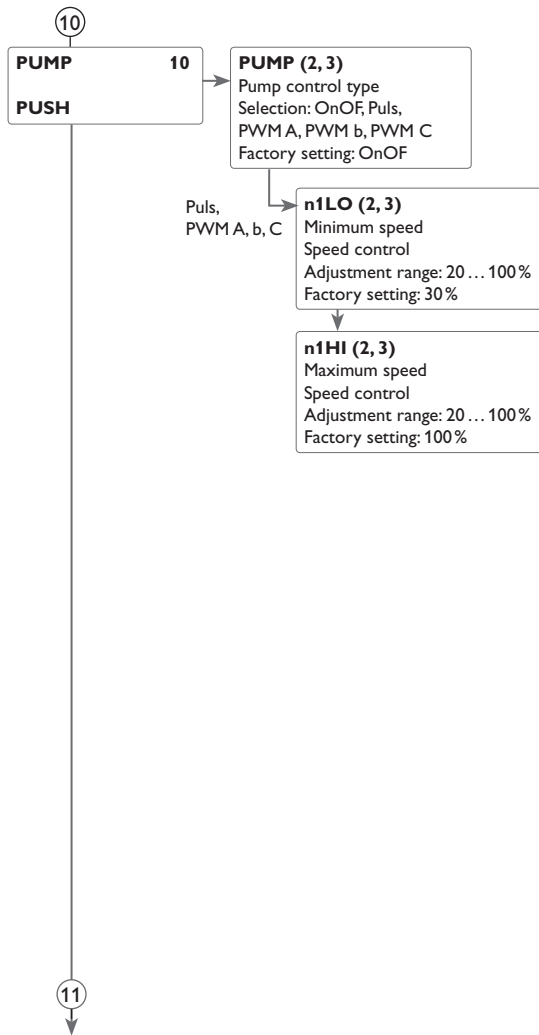 10
PUMP 10
PUSH
PUMP (2, 3)
Pump control type
Selection: OnOF, Puls,
PWM A, PWM b, PWM C
Factory setting: OnOF
Puls,
PWM A, b, C
n1LO (2, 3)
Minimum speed
Speed control
Adjustment range: 20 ... 100 %
Factory setting: 30 %
n1HI (2, 3)
Maximum speed
Speed control
Adjustment range: 20 ... 100 %
Factory setting: 100 %
11